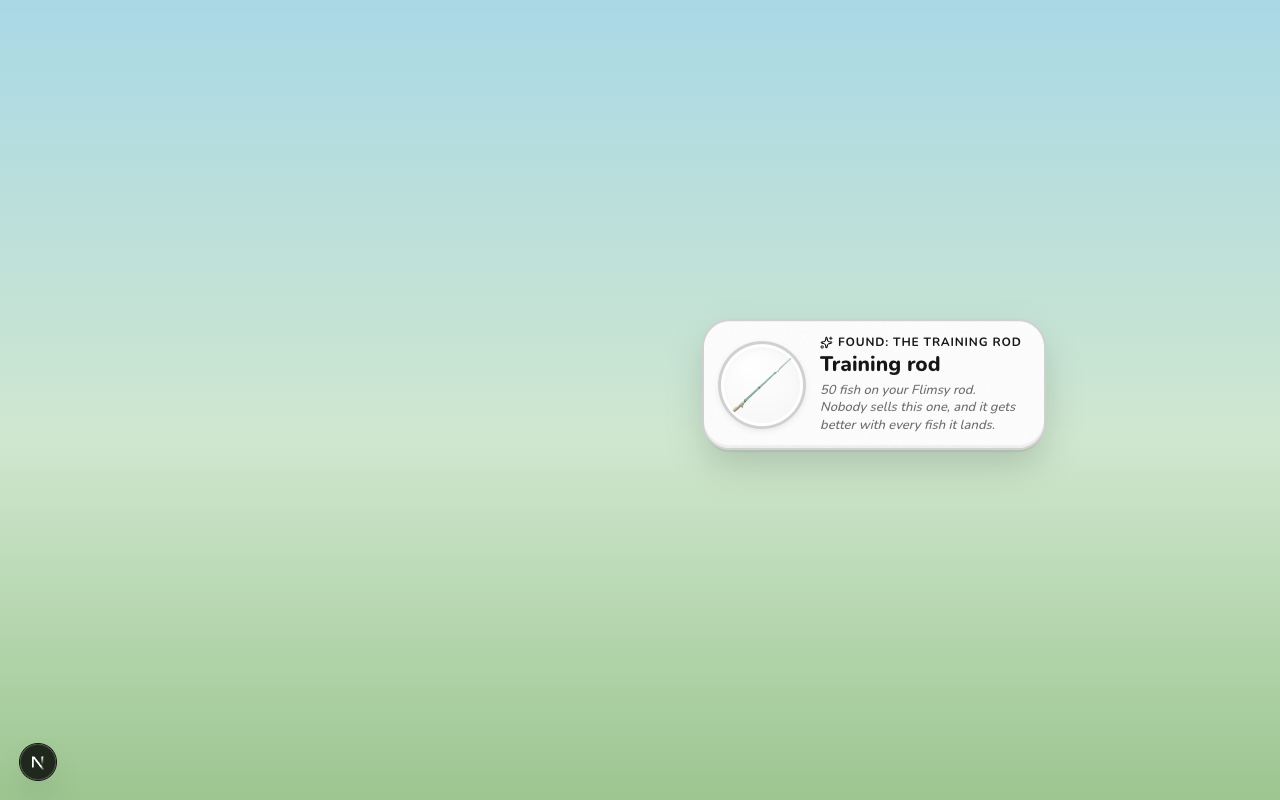 FOUND: THE TRAINING ROD
Training rod
50 fish on your Flimsy rod.
Nobody sells this one, and it gets
better with every fish it lands.
N